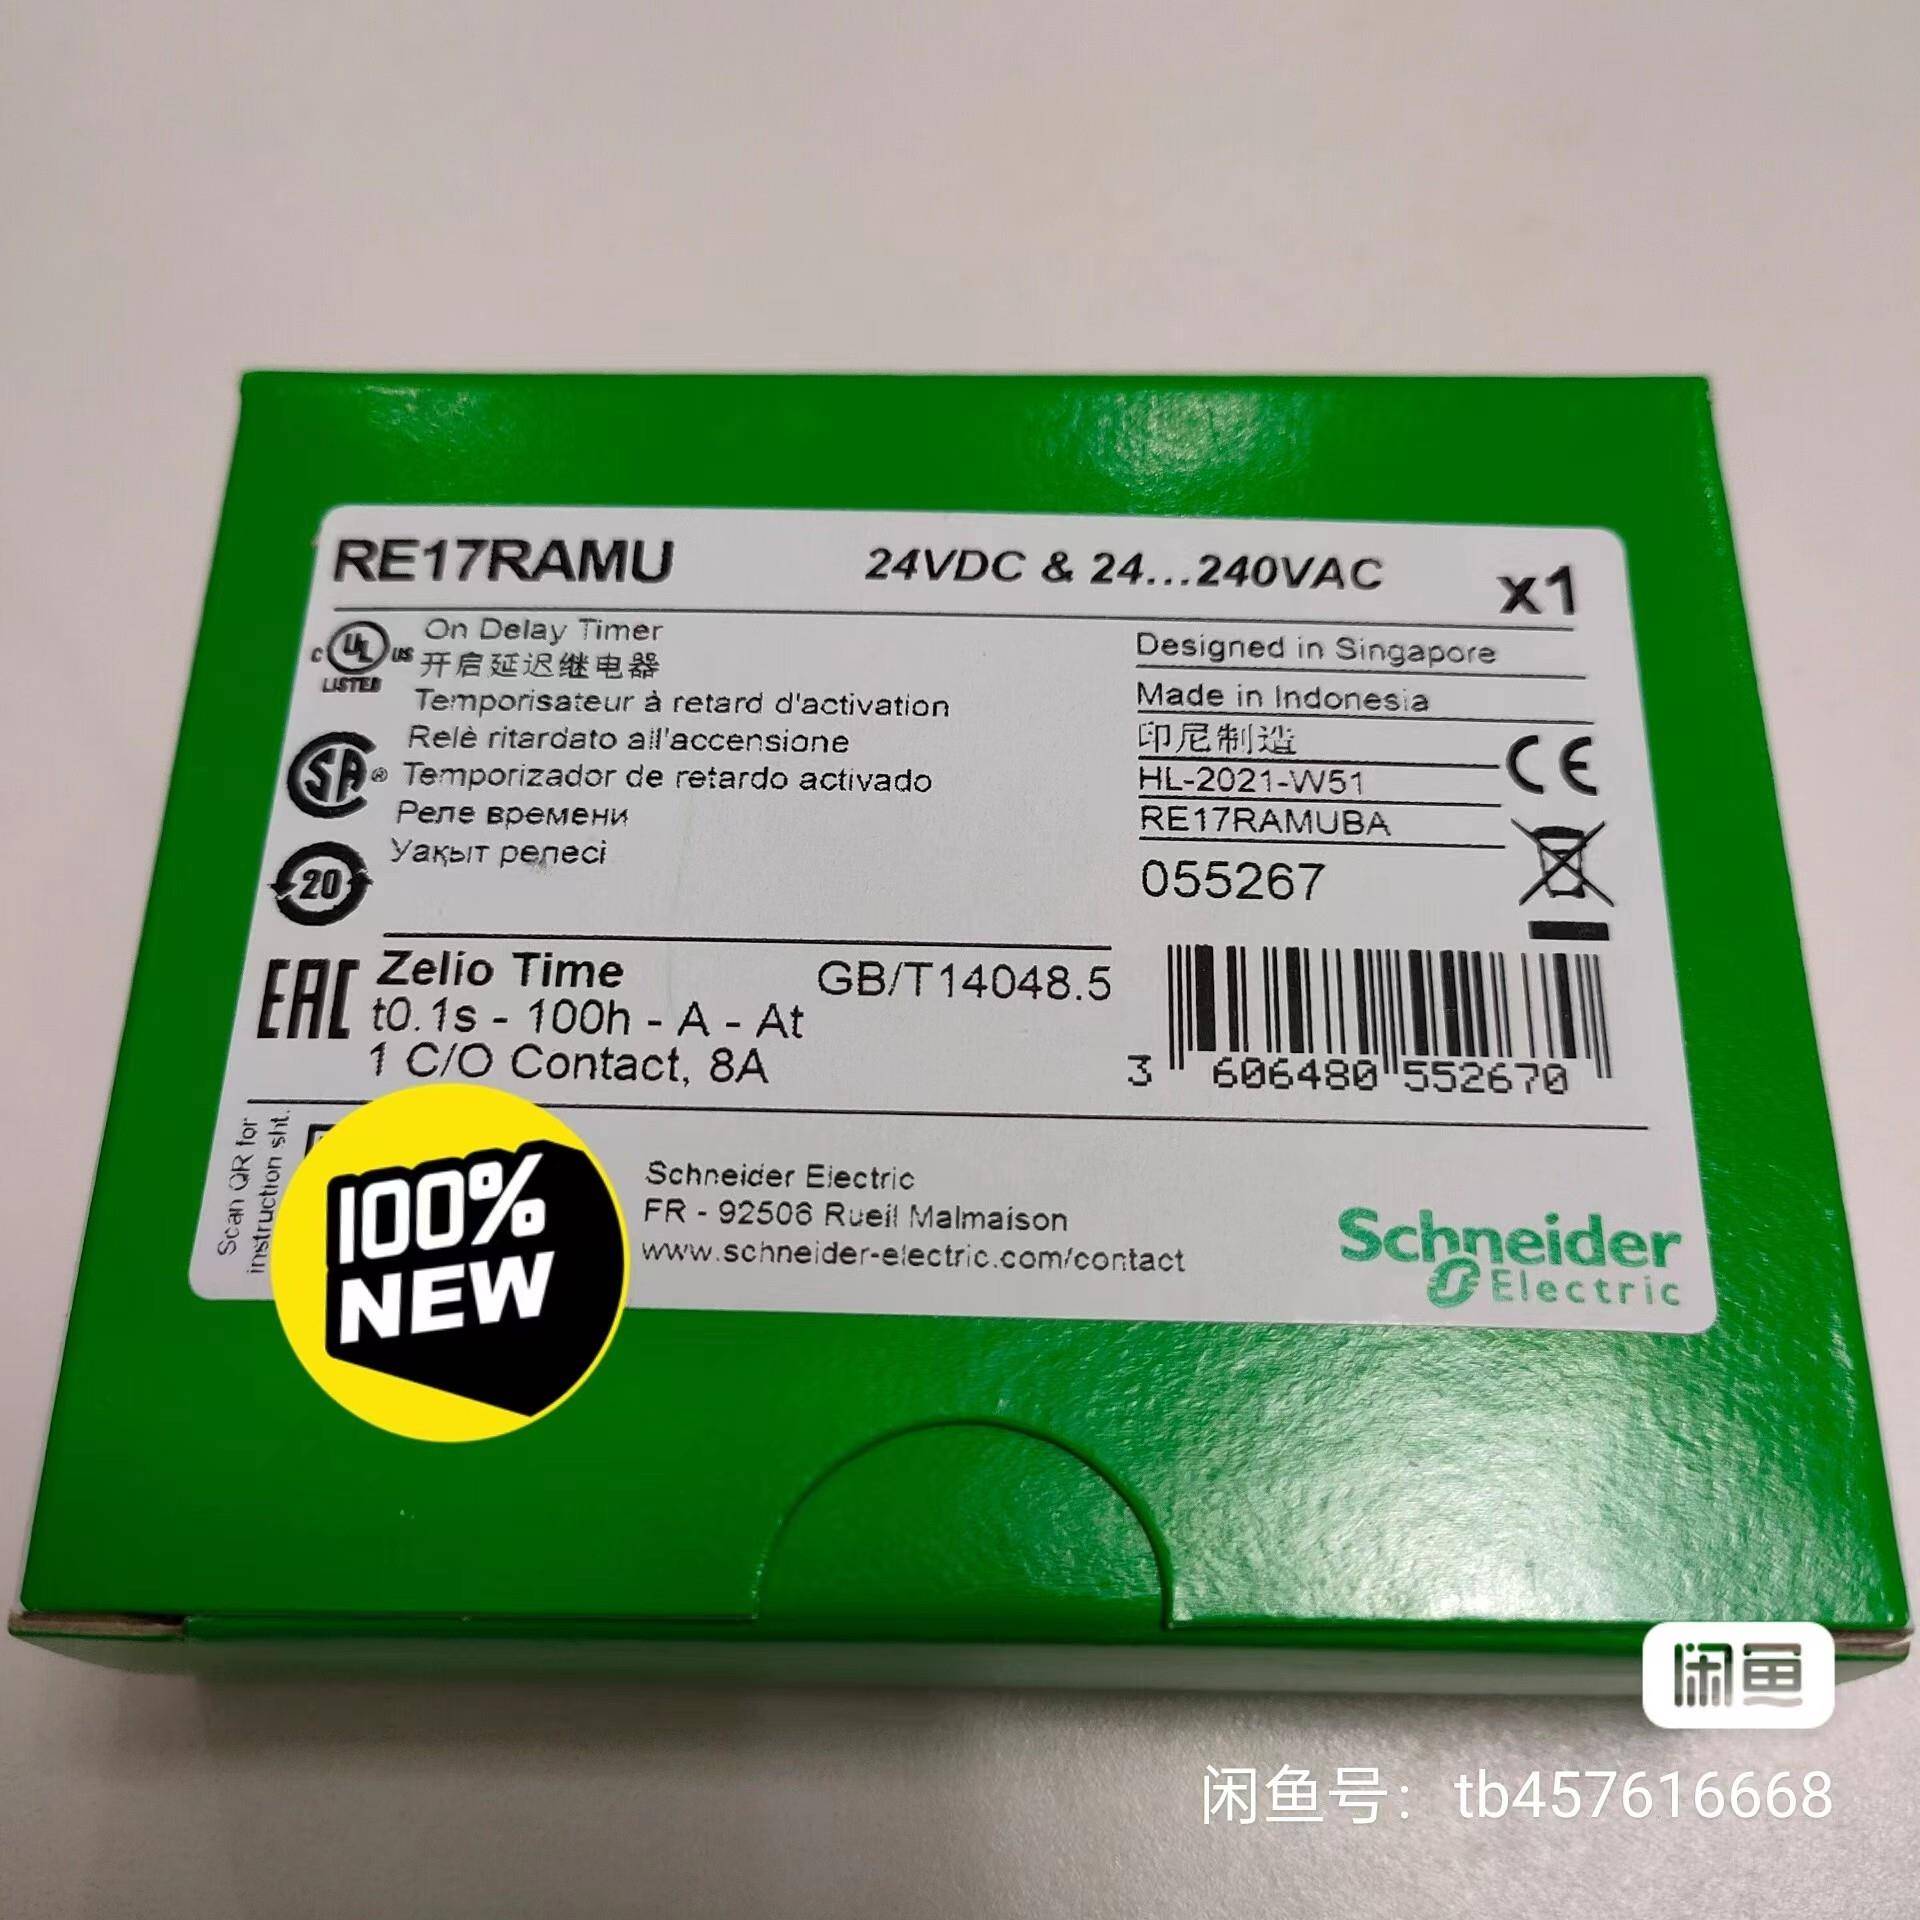 RE17RAMU 24VDC & 24...240VAC x1
C UL US LISTED
On Delay Timer
开启延迟继电器
Temporisateur à retard d'activation
Relè ritardato all'accensione
SA® Temporizador de retardo activado
Реле времени
Уақыт релесі
20
Designed in Singapore
Made in Indonesia
印尼制造
HL-2021-W51
RE17RAMUBA
CE
055267
EAC
Zelio Time GB/T14048.5
t0.1s - 100h - A - At
1 C/O Contact, 8A
3 606480 552670
Scan QR for
instruction sht.
100%
NEW
Schneider Electric
FR - 92506 Rueil Malmaison
www.schneider-electric.com/contact
Schneider
Electric
闲鱼
闲鱼号：tb457616668